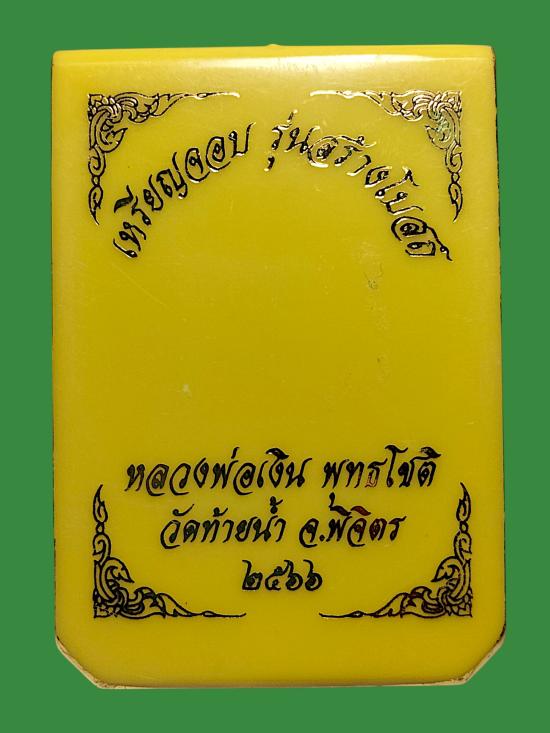 เหรียญจอบ รุ่นสร้างโบสถ์
หลวงพ่อเงิน พุทธโชติ
วัดท้ายน้ำ จ.พิจิตร
๒๕๖๖